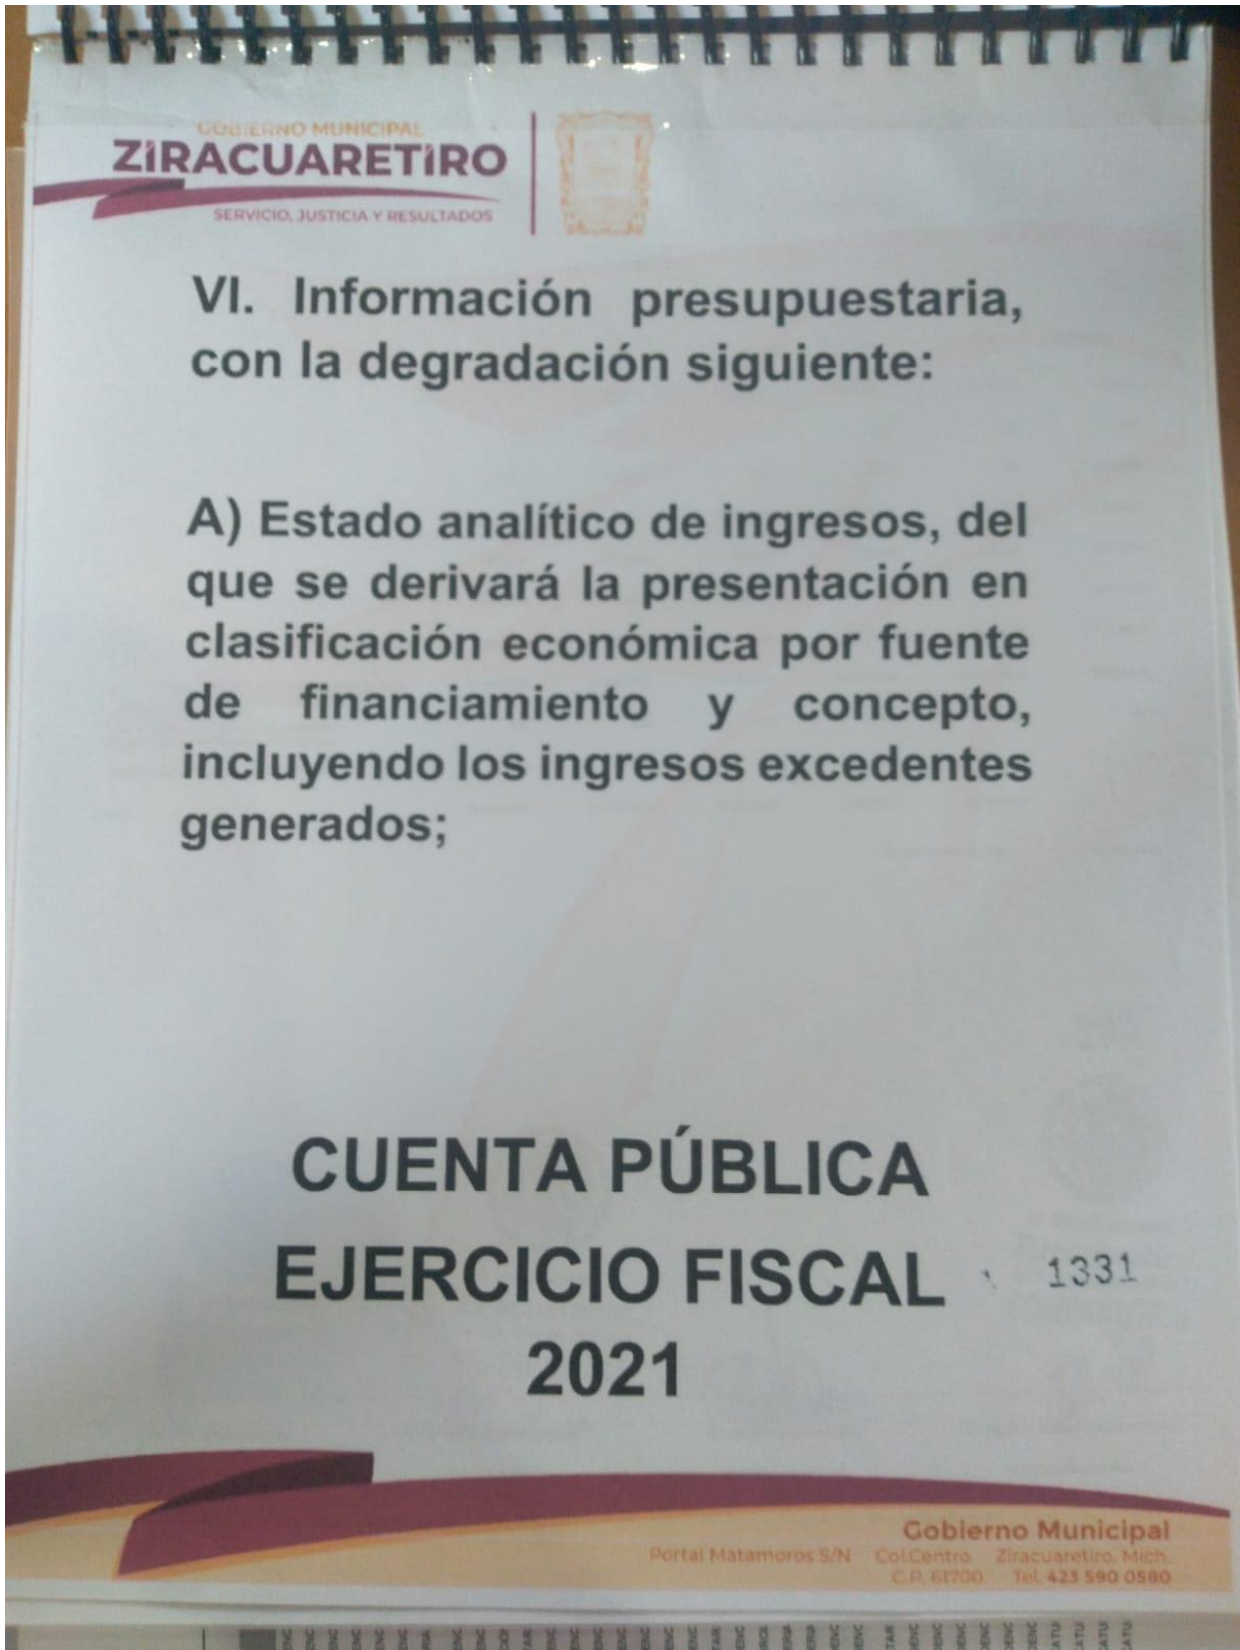 GOBIERNO MUNICIPAL
ZIRACUARETIRO
SERVICIO, JUSTICIA Y RESULTADOS
VI. Información presupuestaria,
con la degradación siguiente:
A) Estado analítico de ingresos, del
que se derivará la presentación en
clasificación económica por fuente
de financiamiento y concepto,
incluyendo los ingresos excedentes
generados;
CUENTA PÚBLICA
EJERCICIO FISCAL
1331
2021
Gobierno Municipal
Portal Matamoros S/N Col.Centro Ziracuaretiro, Mich.
C.P. 61700 Tel. 423 590 0580